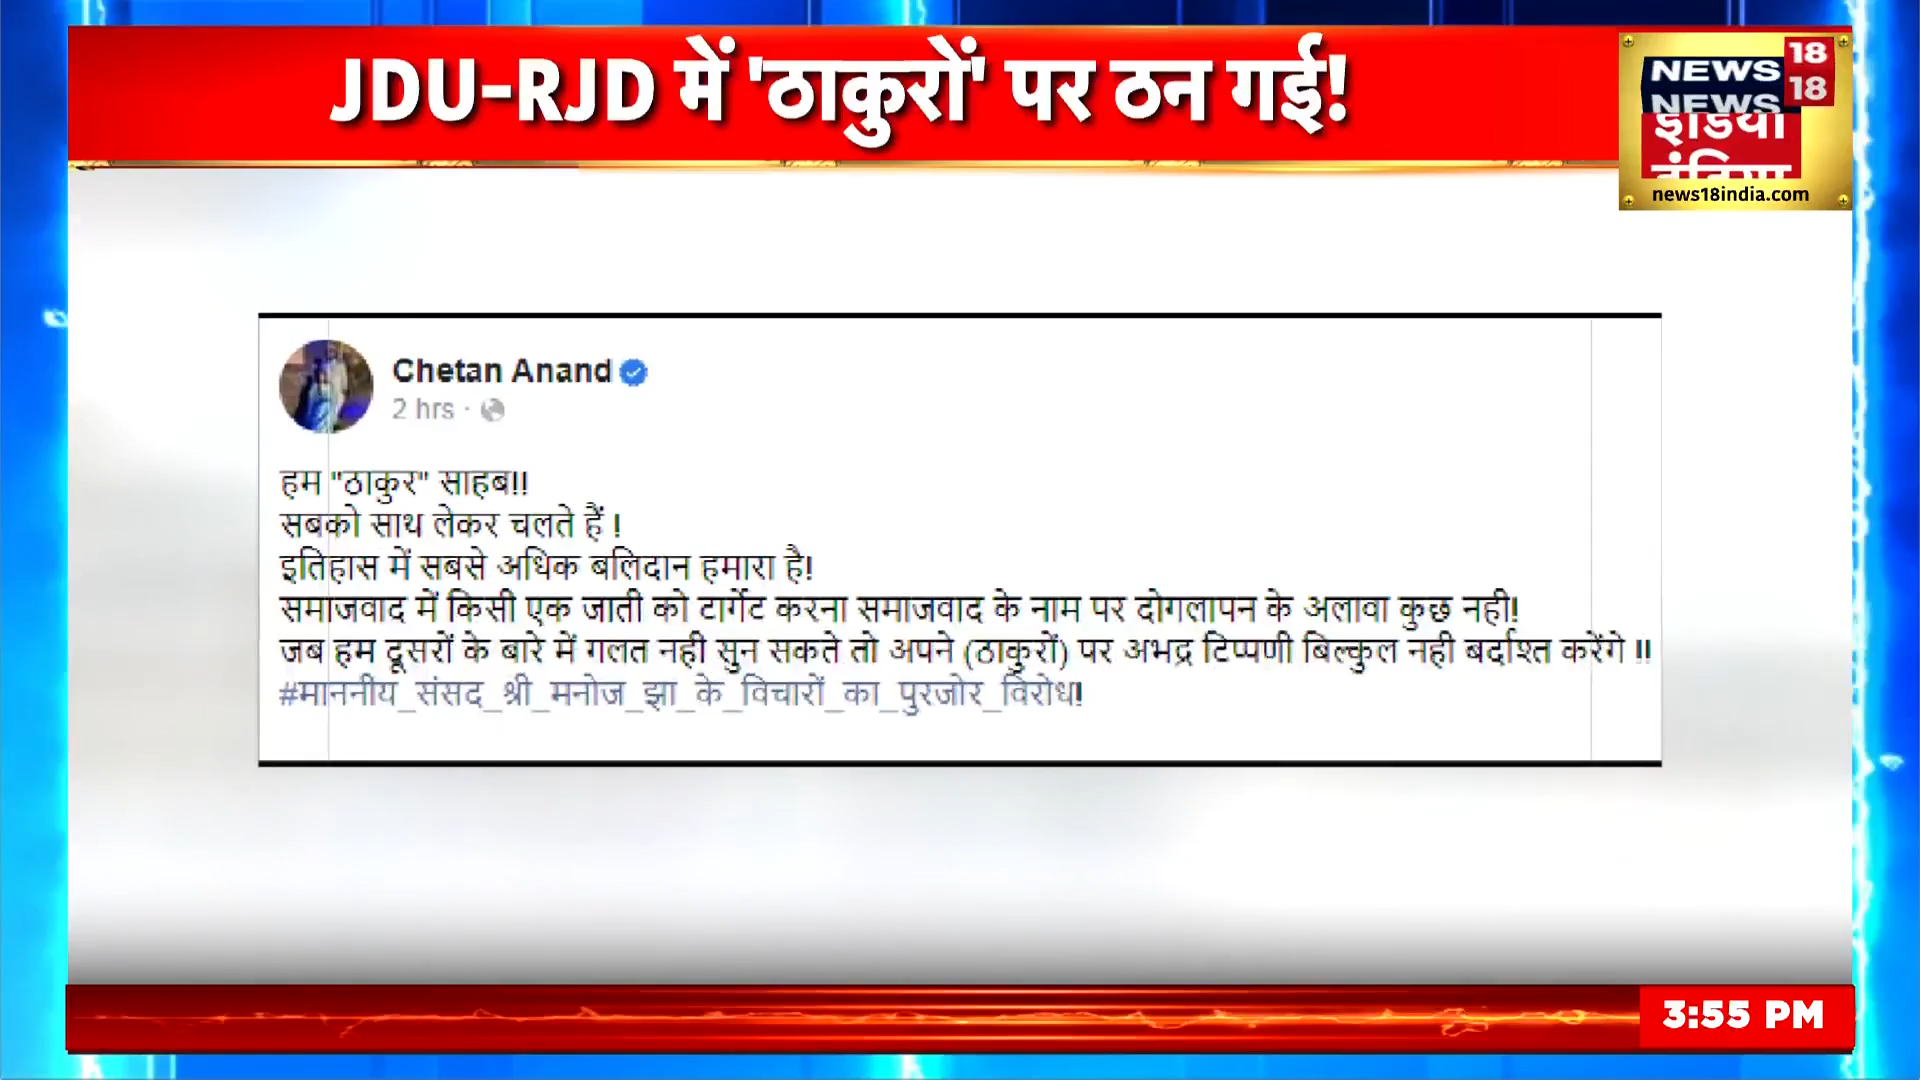 JDU-RJD में 'ठाकुरों' पर ठन गई!
NEWS 18
NEWS 18
इंडिया
इंडिया
news18india.com
Chetan Anand
2 hrs ·
हम "ठाकुर" साहब!!
सबको साथ लेकर चलते हैं !
इतिहास में सबसे अधिक बलिदान हमारा है!
समाजवाद में किसी एक जाती को टार्गेट करना समाजवाद के नाम पर दोगलापन के अलावा कुछ नही!
जब हम दूसरों के बारे में गलत नही सुन सकते तो अपने (ठाकुरों) पर अभद्र टिप्पणी बिल्कुल नही बर्दाश्त करेंगे !!
#माननीय_संसद_श्री_मनोज_झा_के_विचारों_का_पुरजोर_विरोध!
3:55 PM